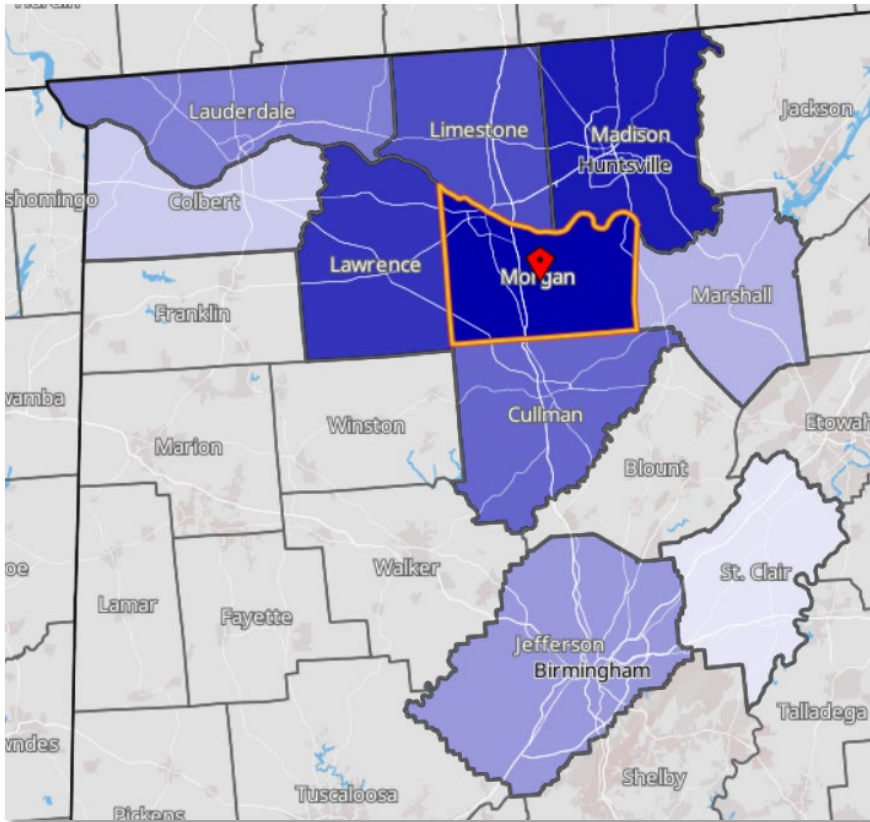 Lauderdale
Limestone
Madison
Huntsville
Jackson
Colbert
shomingo
Lawrence
Morgan
Marshall
Franklin
wamba
Cullman
Winston
Marion
Etowah
Blount
oe
Walker
St. Clair
Lamar
Fayette
Jefferson
Birmingham
Talladega
wndes
Shelby
Tuscaloosa
Pickens